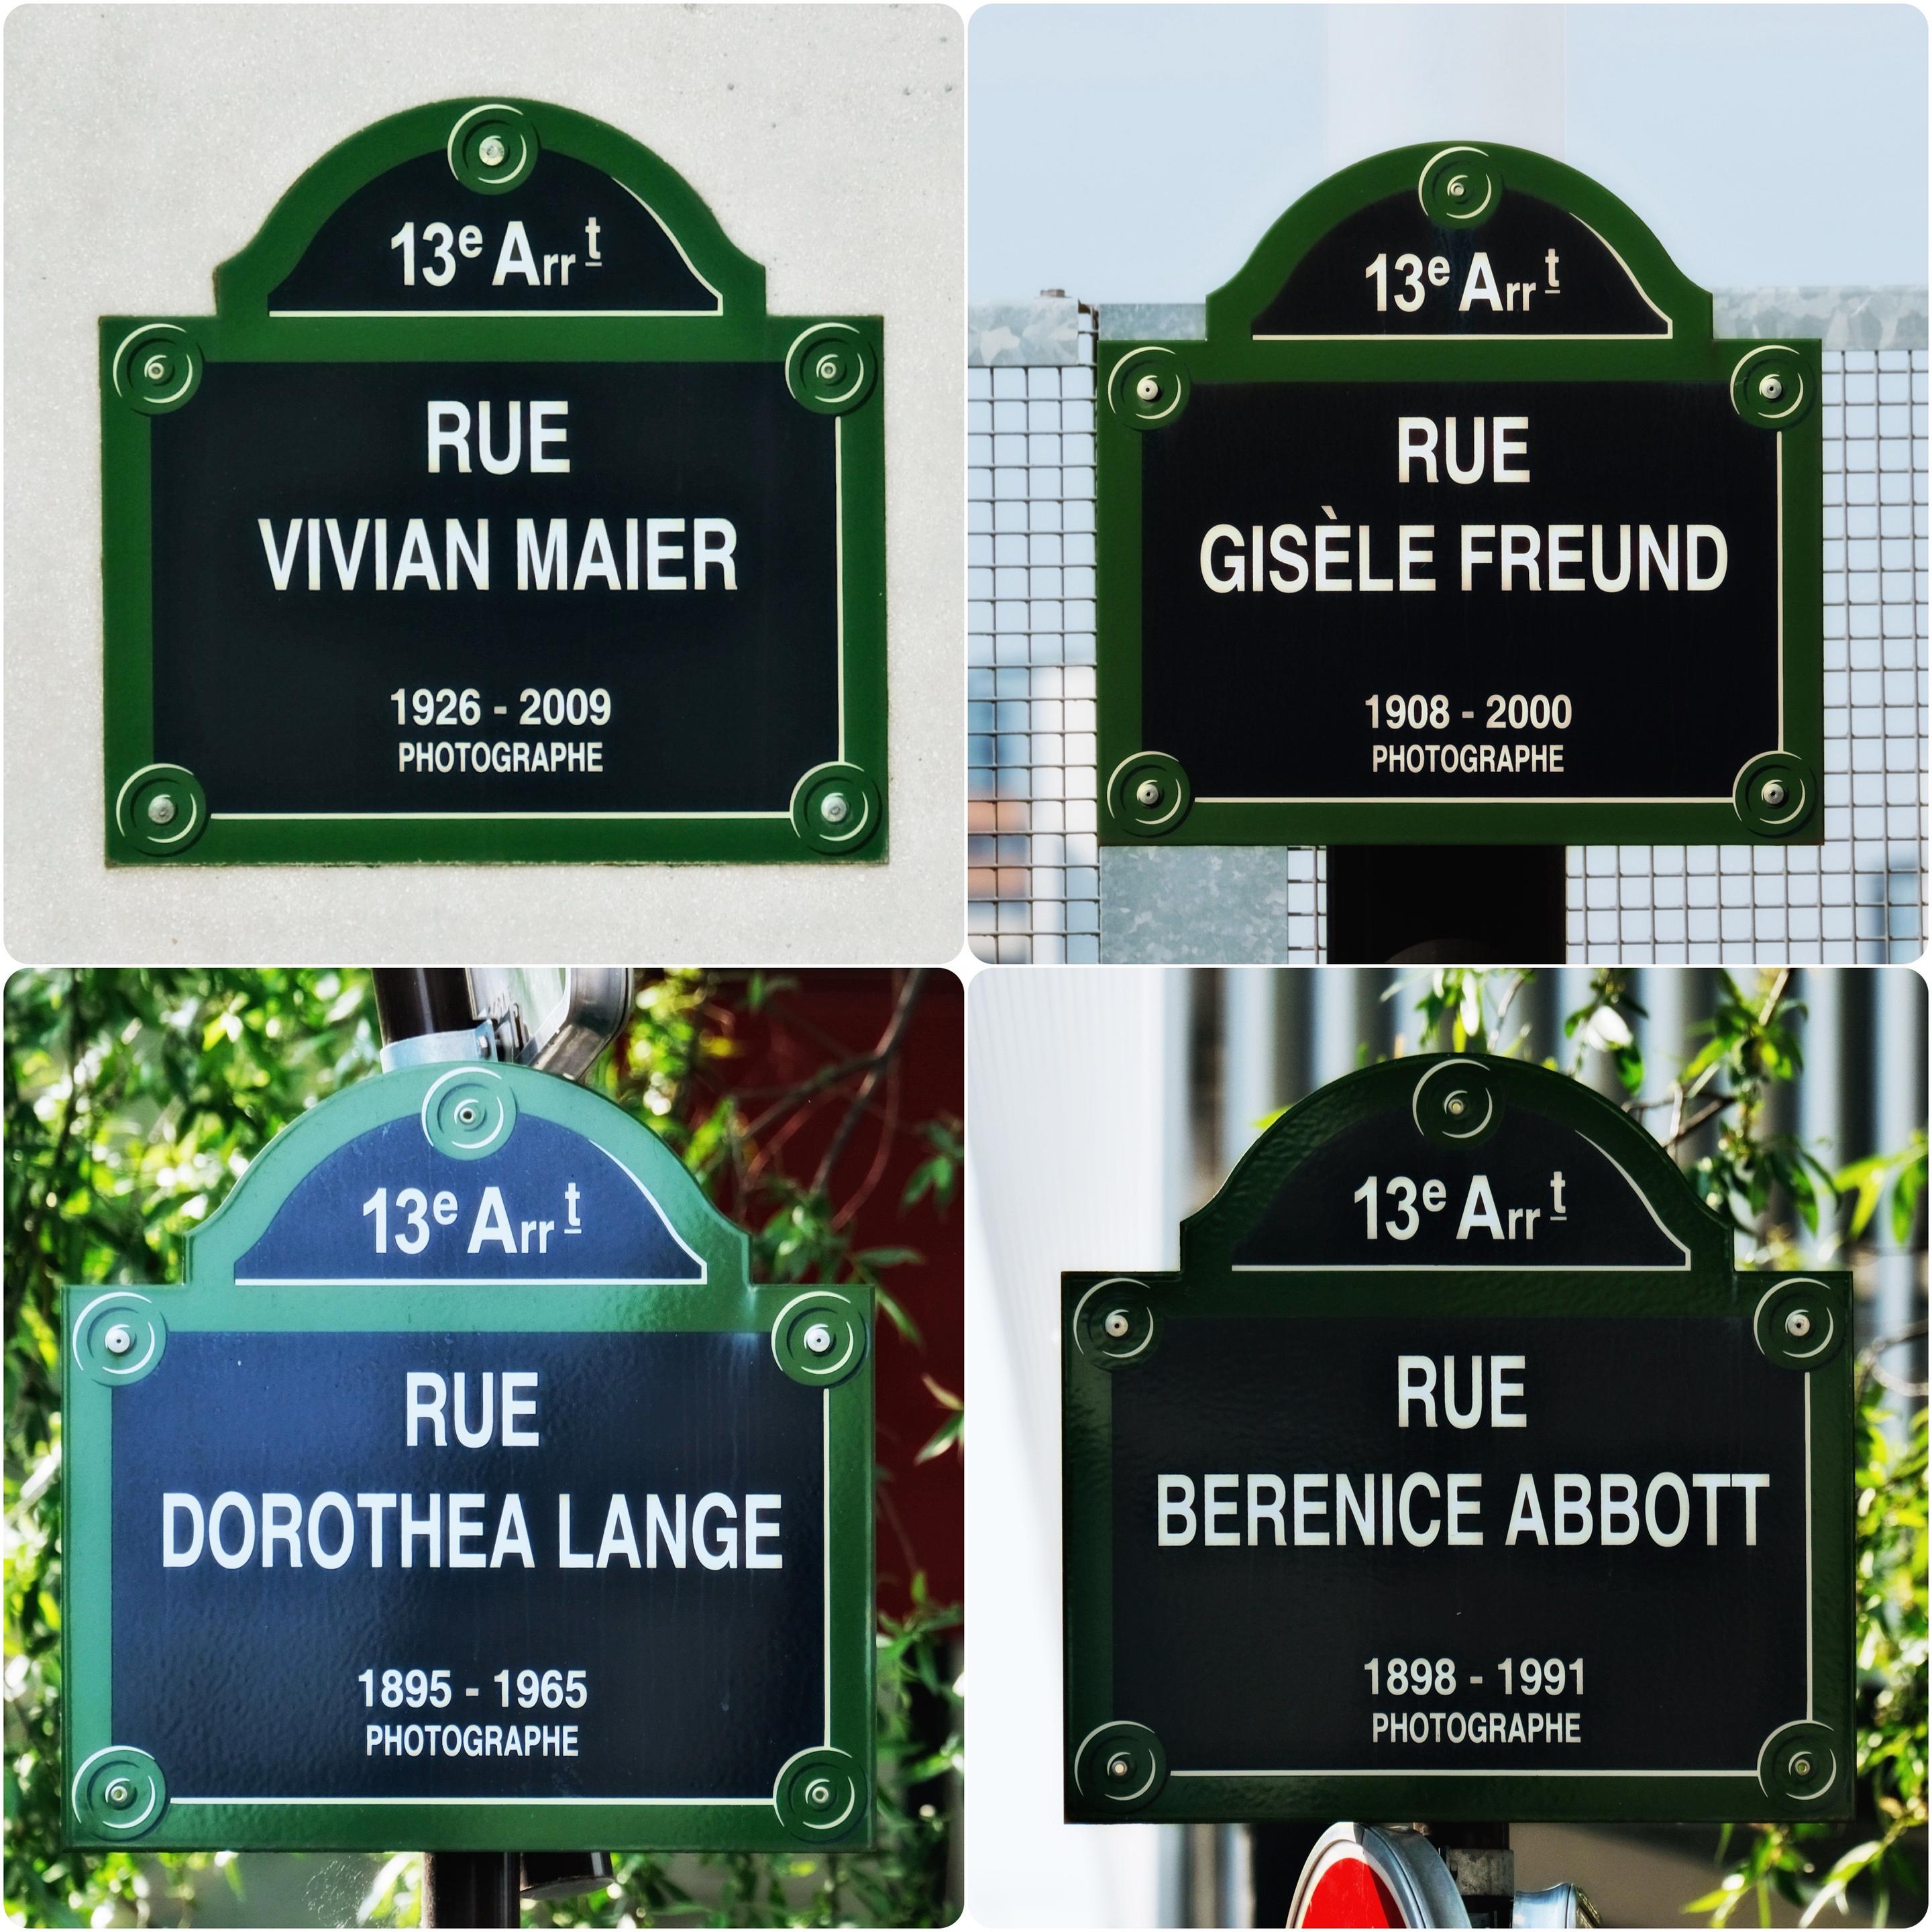 13e Arrt
RUE
VIVIAN MAIER
1926 - 2009
PHOTOGRAPHE
13e Arrt
RUE
GISÈLE FREUND
1908 - 2000
PHOTOGRAPHE
13e Arrt
RUE
DOROTHEA LANGE
1895 - 1965
PHOTOGRAPHE
13e Arrt
RUE
BERENICE ABBOTT
1898 - 1991
PHOTOGRAPHE